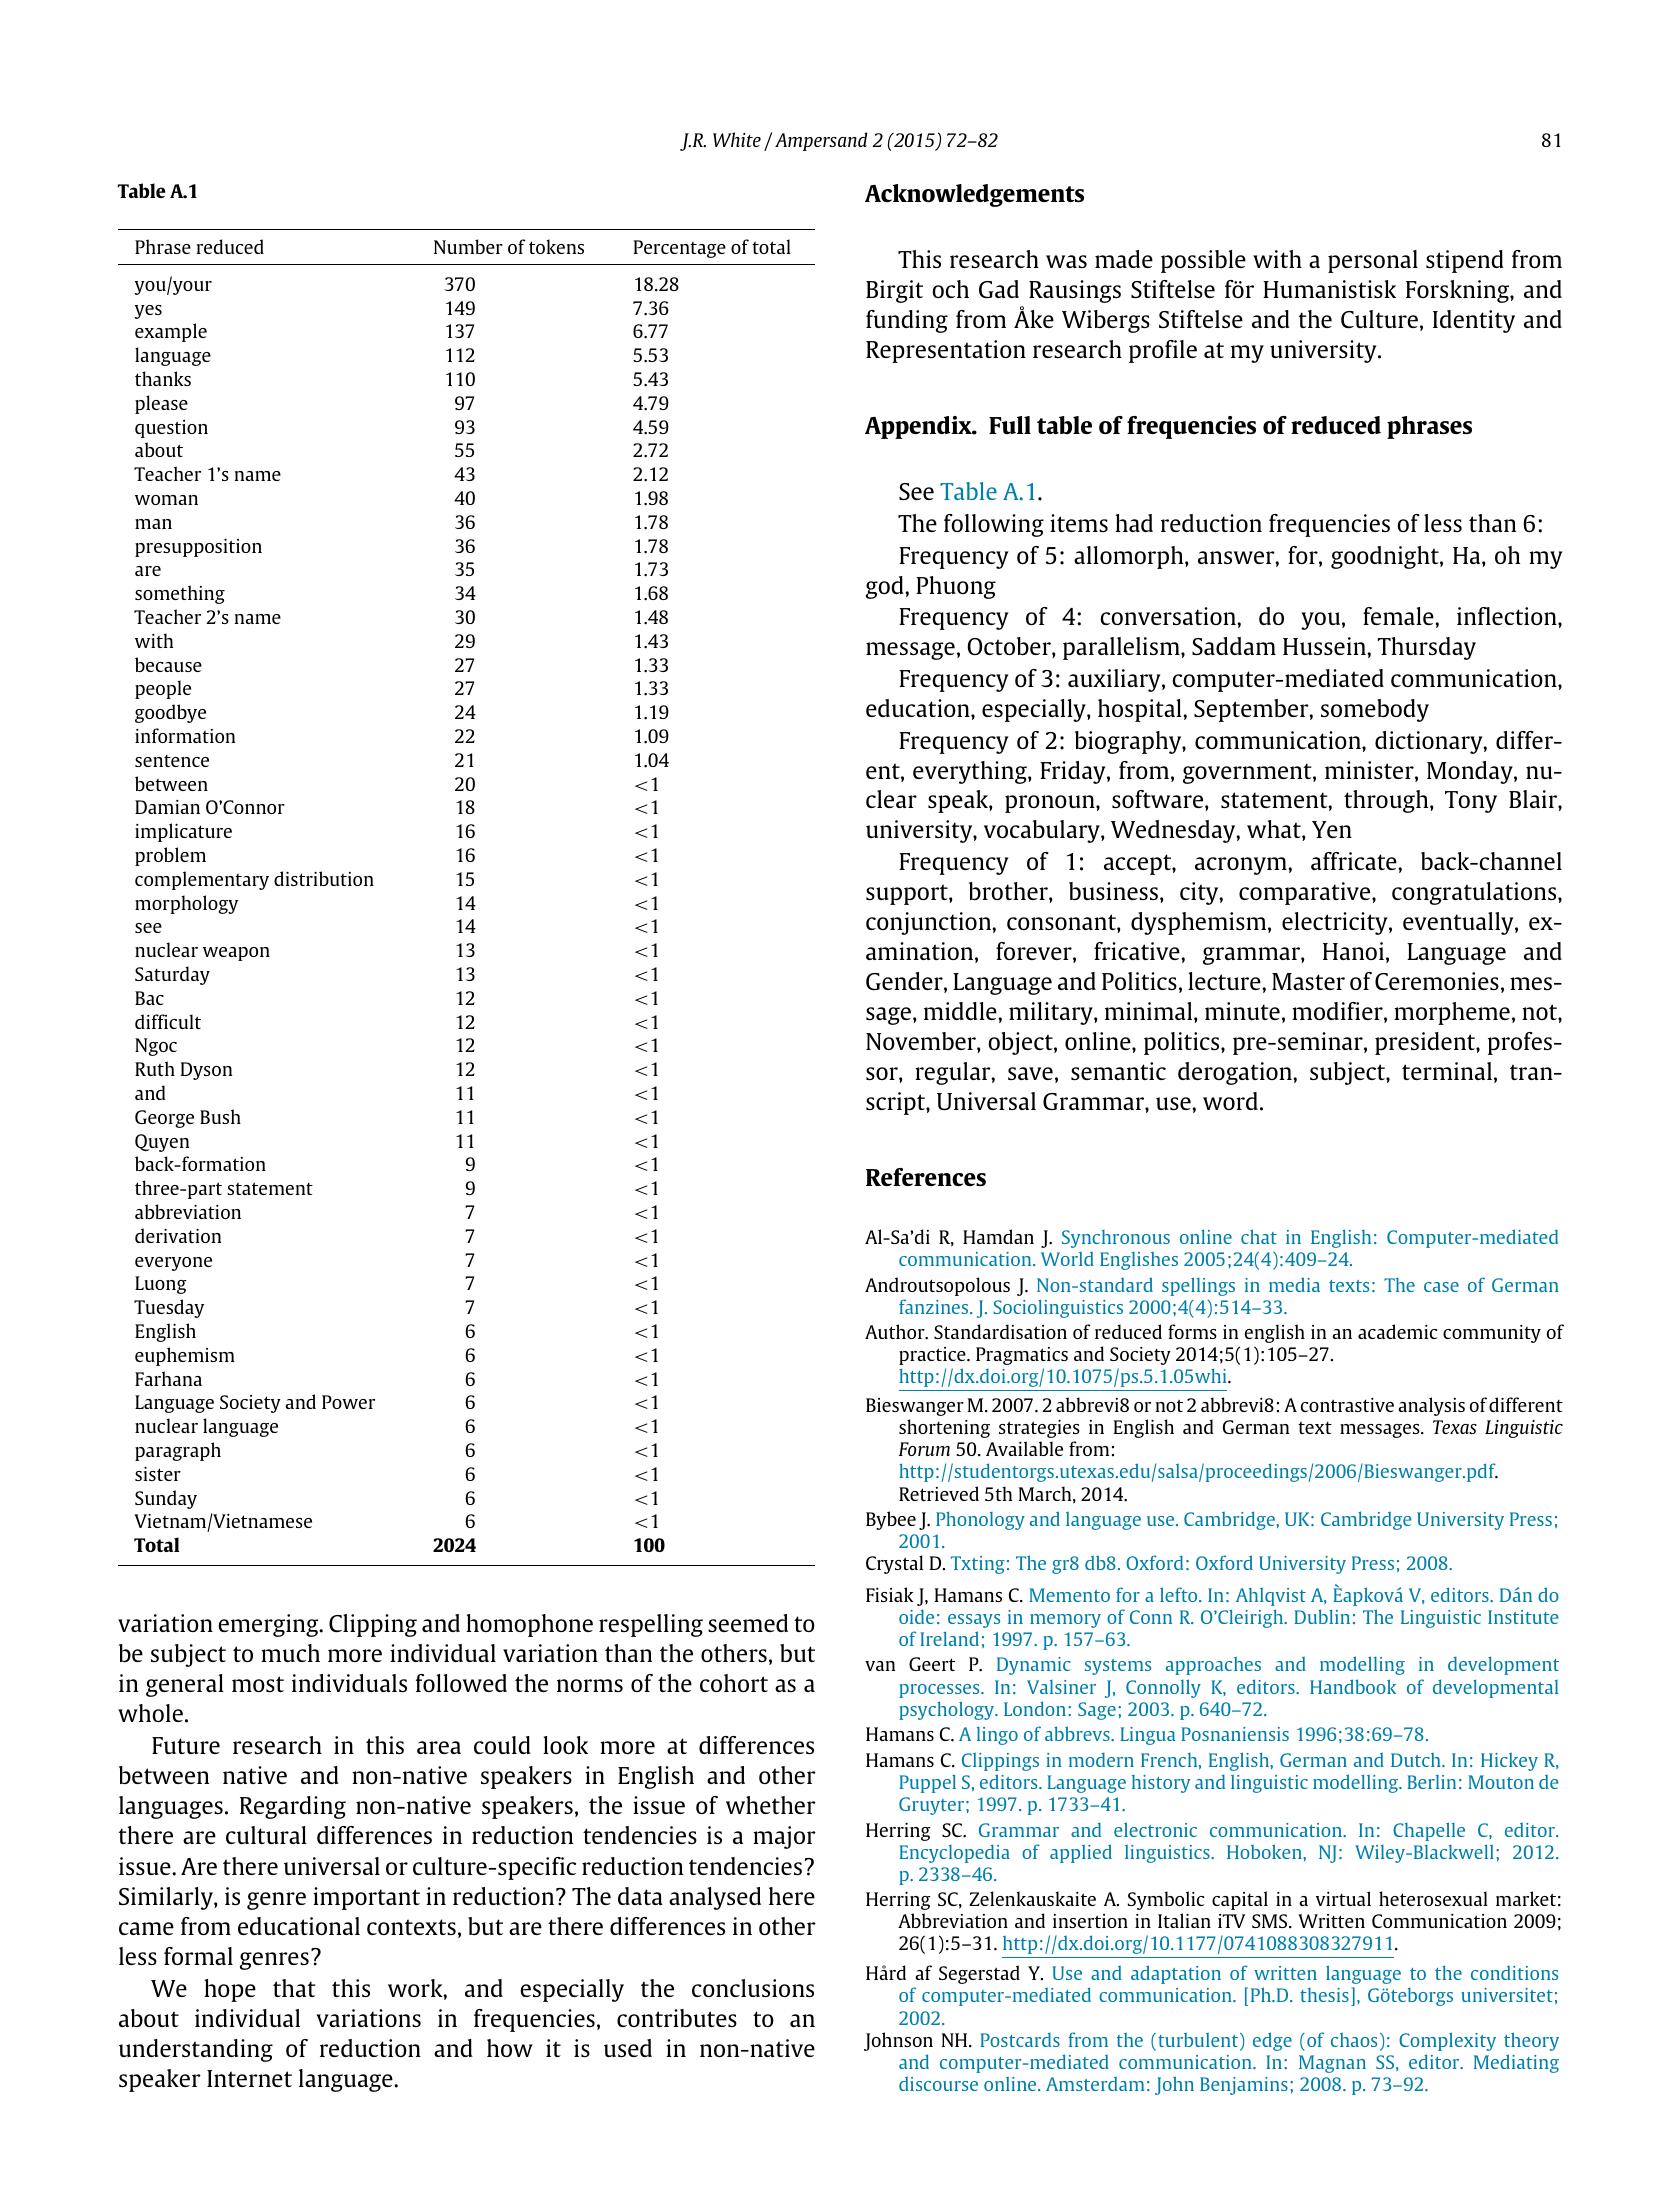 J.R. White / Ampersand 2 (2015) 72–82
81
Table A.1
Phrase reduced Number of tokens Percentage of total
you/your 370 18.28
yes 149 7.36
example 137 6.77
language 112 5.53
thanks 110 5.43
please 97 4.79
question 93 4.59
about 55 2.72
Teacher 1’s name 43 2.12
woman 40 1.98
man 36 1.78
presupposition 36 1.78
are 35 1.73
something 34 1.68
Teacher 2’s name 30 1.48
with 29 1.43
because 27 1.33
people 27 1.33
goodbye 24 1.19
information 22 1.09
sentence 21 1.04
between 20 <1
Damian O’Connor 18 <1
implicature 16 <1
problem 16 <1
complementary distribution 15 <1
morphology 14 <1
see 14 <1
nuclear weapon 13 <1
Saturday 13 <1
Bac 12 <1
difficult 12 <1
Ngoc 12 <1
Ruth Dyson 12 <1
and 11 <1
George Bush 11 <1
Quyen 11 <1
back-formation 9 <1
three-part statement 9 <1
abbreviation 7 <1
derivation 7 <1
everyone 7 <1
Luong 7 <1
Tuesday 7 <1
English 6 <1
euphemism 6 <1
Farhana 6 <1
Language Society and Power 6 <1
nuclear language 6 <1
paragraph 6 <1
sister 6 <1
Sunday 6 <1
Vietnam/Vietnamese 6 <1
Total 2024 100
variation emerging. Clipping and homophone respelling seemed to
be subject to much more individual variation than the others, but
in general most individuals followed the norms of the cohort as a
whole.
Future research in this area could look more at differences
between native and non-native speakers in English and other
languages. Regarding non-native speakers, the issue of whether
there are cultural differences in reduction tendencies is a major
issue. Are there universal or culture-specific reduction tendencies?
Similarly, is genre important in reduction? The data analysed here
came from educational contexts, but are there differences in other
less formal genres?
We hope that this work, and especially the conclusions
about individual variations in frequencies, contributes to an
understanding of reduction and how it is used in non-native
speaker Internet language.
Acknowledgements
This research was made possible with a personal stipend from
Birgit och Gad Rausings Stiftelse för Humanistisk Forskning, and
funding from Åke Wibergs Stiftelse and the Culture, Identity and
Representation research profile at my university.
Appendix. Full table of frequencies of reduced phrases
See Table A.1.
The following items had reduction frequencies of less than 6:
Frequency of 5: allomorph, answer, for, goodnight, Ha, oh my
god, Phuong
Frequency of 4: conversation, do you, female, inflection,
message, October, parallelism, Saddam Hussein, Thursday
Frequency of 3: auxiliary, computer-mediated communication,
education, especially, hospital, September, somebody
Frequency of 2: biography, communication, dictionary, differ-
ent, everything, Friday, from, government, minister, Monday, nu-
clear speak, pronoun, software, statement, through, Tony Blair,
university, vocabulary, Wednesday, what, Yen
Frequency of 1: accept, acronym, affricate, back-channel
support, brother, business, city, comparative, congratulations,
conjunction, consonant, dysphemism, electricity, eventually, ex-
amination, forever, fricative, grammar, Hanoi, Language and
Gender, Language and Politics, lecture, Master of Ceremonies, mes-
sage, middle, military, minimal, minute, modifier, morpheme, not,
November, object, online, politics, pre-seminar, president, profes-
sor, regular, save, semantic derogation, subject, terminal, tran-
script, Universal Grammar, use, word.
References
Al-Sa’di R, Hamdan J. Synchronous online chat in English: Computer-mediated
communication. World Englishes 2005;24(4):409–24.
Androutsopolous J. Non-standard spellings in media texts: The case of German
fanzines. J. Sociolinguistics 2000;4(4):514–33.
Author. Standardisation of reduced forms in english in an academic community of
practice. Pragmatics and Society 2014;5(1):105–27.
http://dx.doi.org/10.1075/ps.5.1.05whi.
Bieswanger M. 2007. 2 abbrevi8 or not 2 abbrevi8: A contrastive analysis of different
shortening strategies in English and German text messages. Texas Linguistic
Forum 50. Available from:
http://studentorgs.utexas.edu/salsa/proceedings/2006/Bieswanger.pdf.
Retrieved 5th March, 2014.
Bybee J. Phonology and language use. Cambridge, UK: Cambridge University Press;
2001.
Crystal D. Txting: The gr8 db8. Oxford: Oxford University Press; 2008.
Fisiak J, Hamans C. Memento for a lefto. In: Ahlqvist A, Èapková V, editors. Dán do
oide: essays in memory of Conn R. O’Cleirigh. Dublin: The Linguistic Institute
of Ireland; 1997. p. 157–63.
van Geert P. Dynamic systems approaches and modelling in development
processes. In: Valsiner J, Connolly K, editors. Handbook of developmental
psychology. London: Sage; 2003. p. 640–72.
Hamans C. A lingo of abbrevs. Lingua Posnaniensis 1996;38:69–78.
Hamans C. Clippings in modern French, English, German and Dutch. In: Hickey R,
Puppel S, editors. Language history and linguistic modelling. Berlin: Mouton de
Gruyter; 1997. p. 1733–41.
Herring SC. Grammar and electronic communication. In: Chapelle C, editor.
Encyclopedia of applied linguistics. Hoboken, NJ: Wiley-Blackwell; 2012.
p. 2338–46.
Herring SC, Zelenkauskaite A. Symbolic capital in a virtual heterosexual market:
Abbreviation and insertion in Italian iTV SMS. Written Communication 2009;
26(1):5–31. http://dx.doi.org/10.1177/0741088308327911.
Hård af Segerstad Y. Use and adaptation of written language to the conditions
of computer-mediated communication. [Ph.D. thesis], Göteborgs universitet;
2002.
Johnson NH. Postcards from the (turbulent) edge (of chaos): Complexity theory
and computer-mediated communication. In: Magnan SS, editor. Mediating
discourse online. Amsterdam: John Benjamins; 2008. p. 73–92.